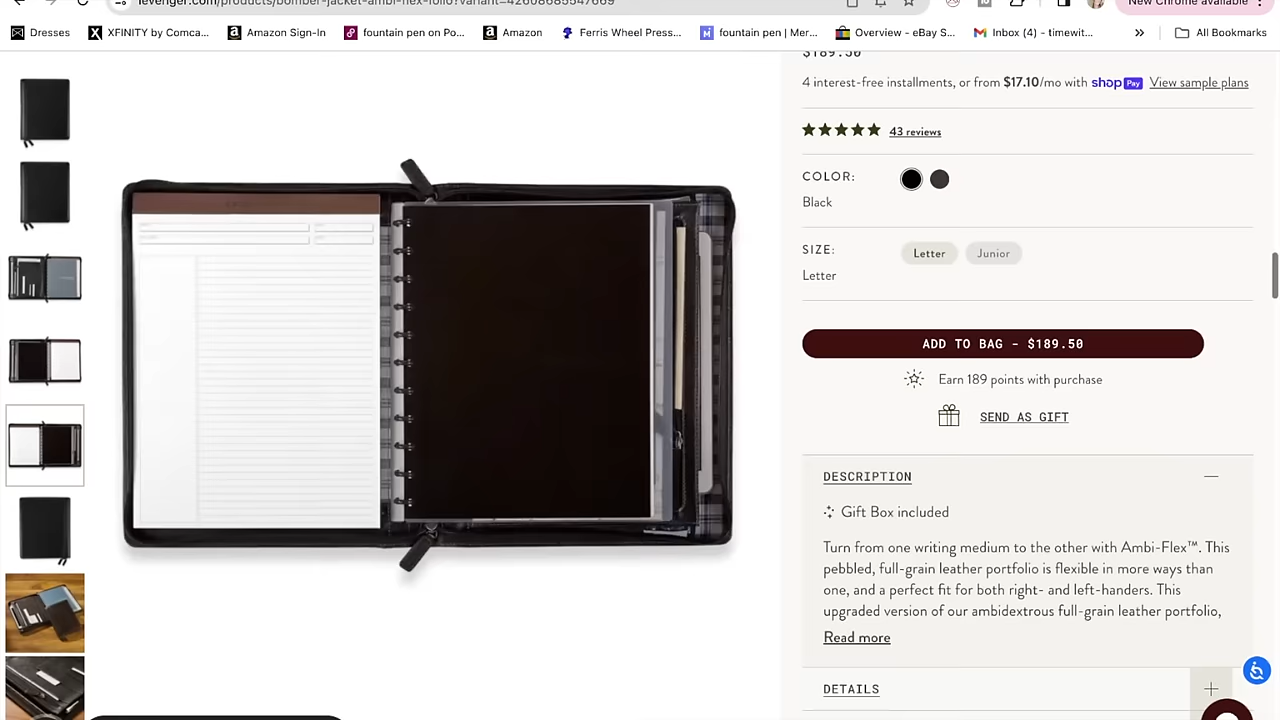 Dresses
XFINITY by Comca...
Amazon Sign-In
fountain pen on Po...
Amazon
Ferris Wheel Press...
fountain pen | Mer...
Overview - eBay S...
Inbox (4) - timewit...
»
All Bookmarks
levenger.com/products/bomber-jacket-ambi-flex-folio?variant=42608685547669
New Chrome available
$189.50
4 interest-free installments, or from $17.10/mo with shop Pay View sample plans
43 reviews
COLOR:
Black
SIZE:
Letter Junior
Letter
ADD TO BAG - $189.50
Earn 189 points with purchase
SEND AS GIFT
DESCRIPTION
Gift Box included
Turn from one writing medium to the other with Ambi-Flex™. This
pebbled, full-grain leather portfolio is flexible in more ways than
one, and a perfect fit for both right- and left-handers. This
upgraded version of our ambidextrous full-grain leather portfolio,
Read more
DETAILS